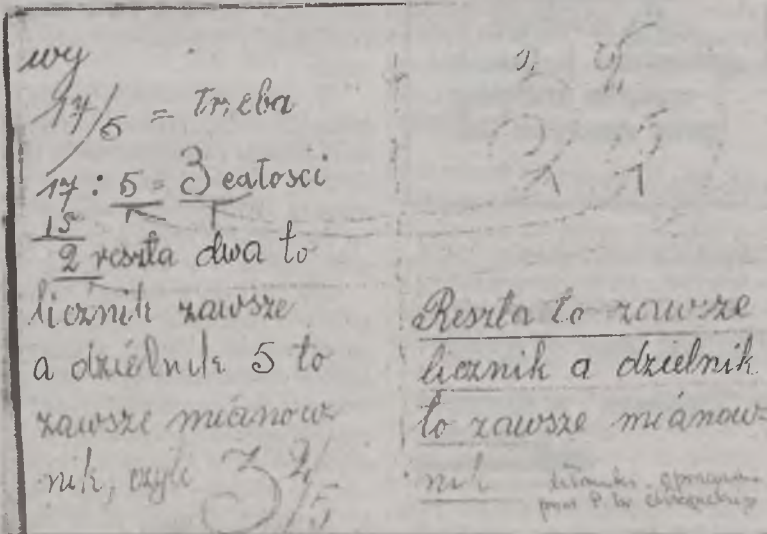 wy
17/5 = Trzeba
17 : 5 = 3 całości
15
2 reszta dwa to
licznik zawsze
a dzielnik 5 to
zawsze mianow
nik, czyli 3 2/5
Reszta to zawsze
licznik a dzielnik
to zawsze mianow
nik